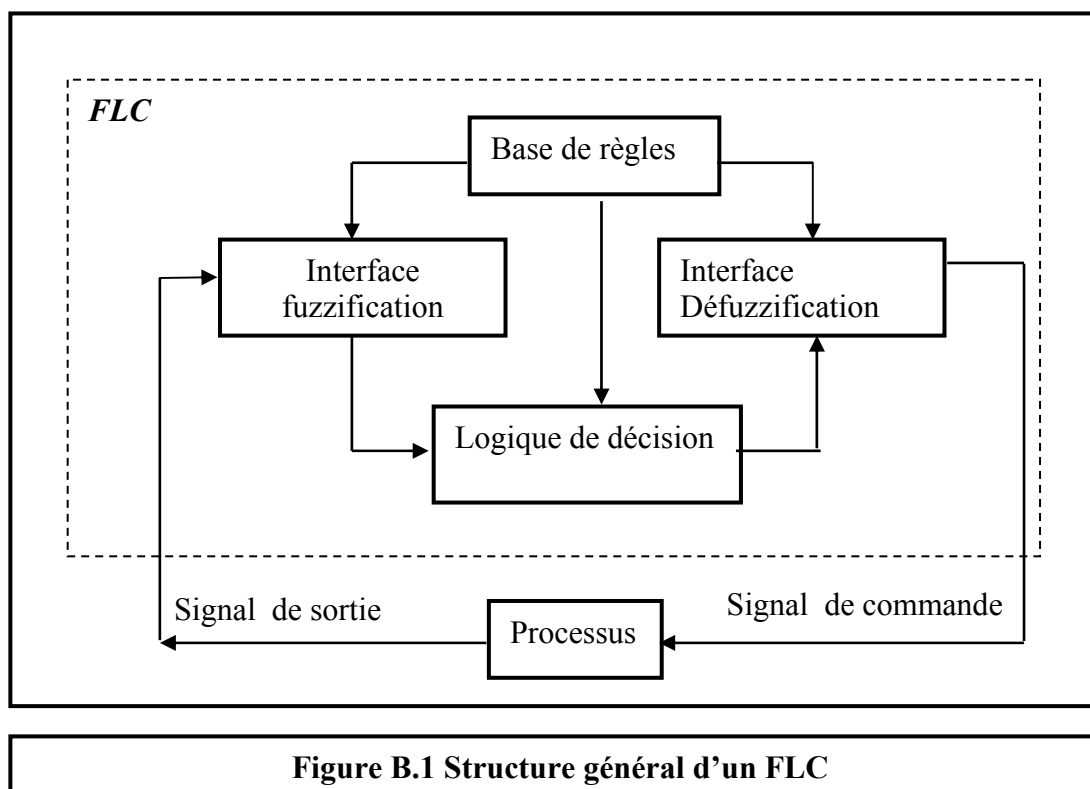 FLC
Base de règles
Interface
fuzzification
Interface
Défuzzification
Logique de décision
Signal de sortie
Signal de commande
Processus
Figure B.1 Structure général d’un FLC